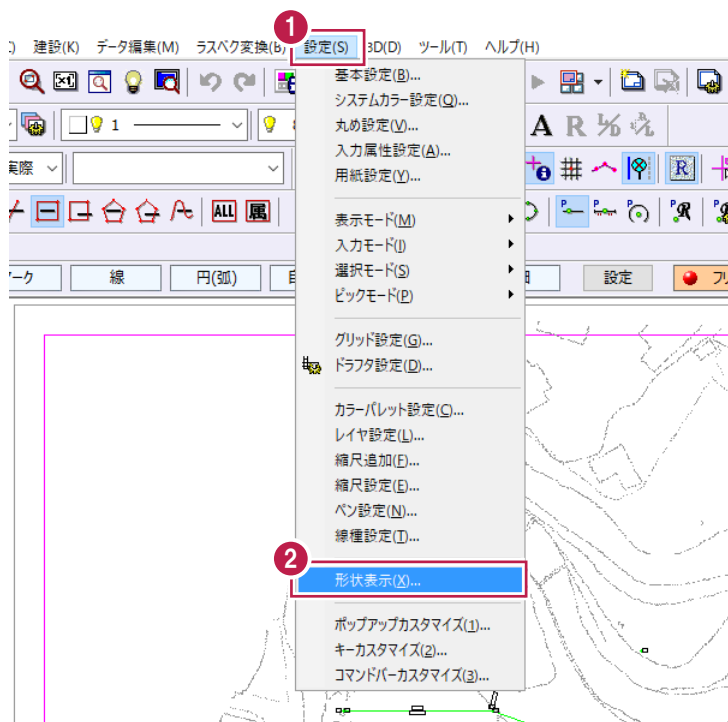 1
建設(K) データ編集(M) ラスベク変換(B) 設定(S) 3D(D) ツール(T) ヘルプ(H)
基本設定(B)...
システムカラー設定(O)...
丸め設定(V)...
入力属性設定(A)...
用紙設定(Y)...
表示モード(M)
入力モード(I)
選択モード(S)
ピックモード(P)
グリッド設定(G)...
ドラフタ設定(D)...
カラーパレット設定(C)...
レイヤ設定(L)...
縮尺追加(F)...
縮尺設定(E)...
ペン設定(N)...
線種設定(T)...
2
形状表示(X)...
ポップアップカスタマイズ(1)...
キーカスタマイズ(2)...
コマンドバーカスタマイズ(3)...
×1
1
A R
実際
R
ALL 属
P P P P
ーク 線 円(弧) 設定